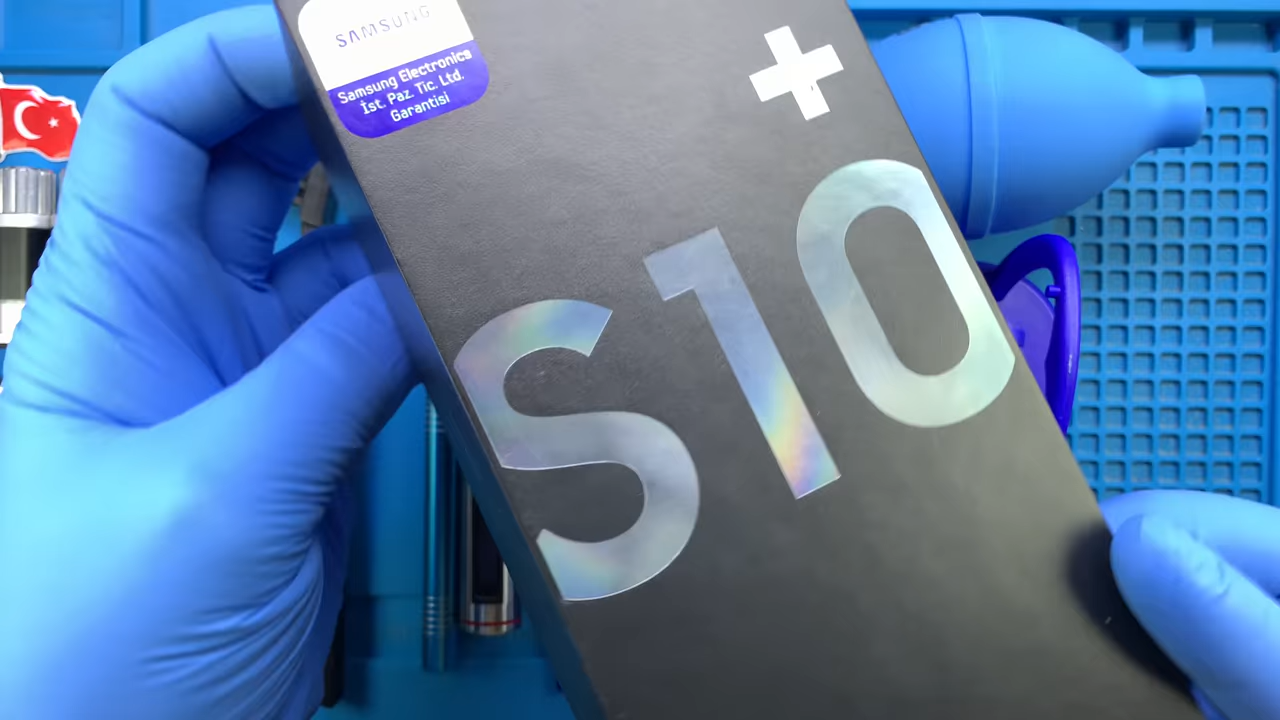 SAMSUNG
Samsung Electronics
İst. Paz. Tic. Ltd.
Garantisi
S10+